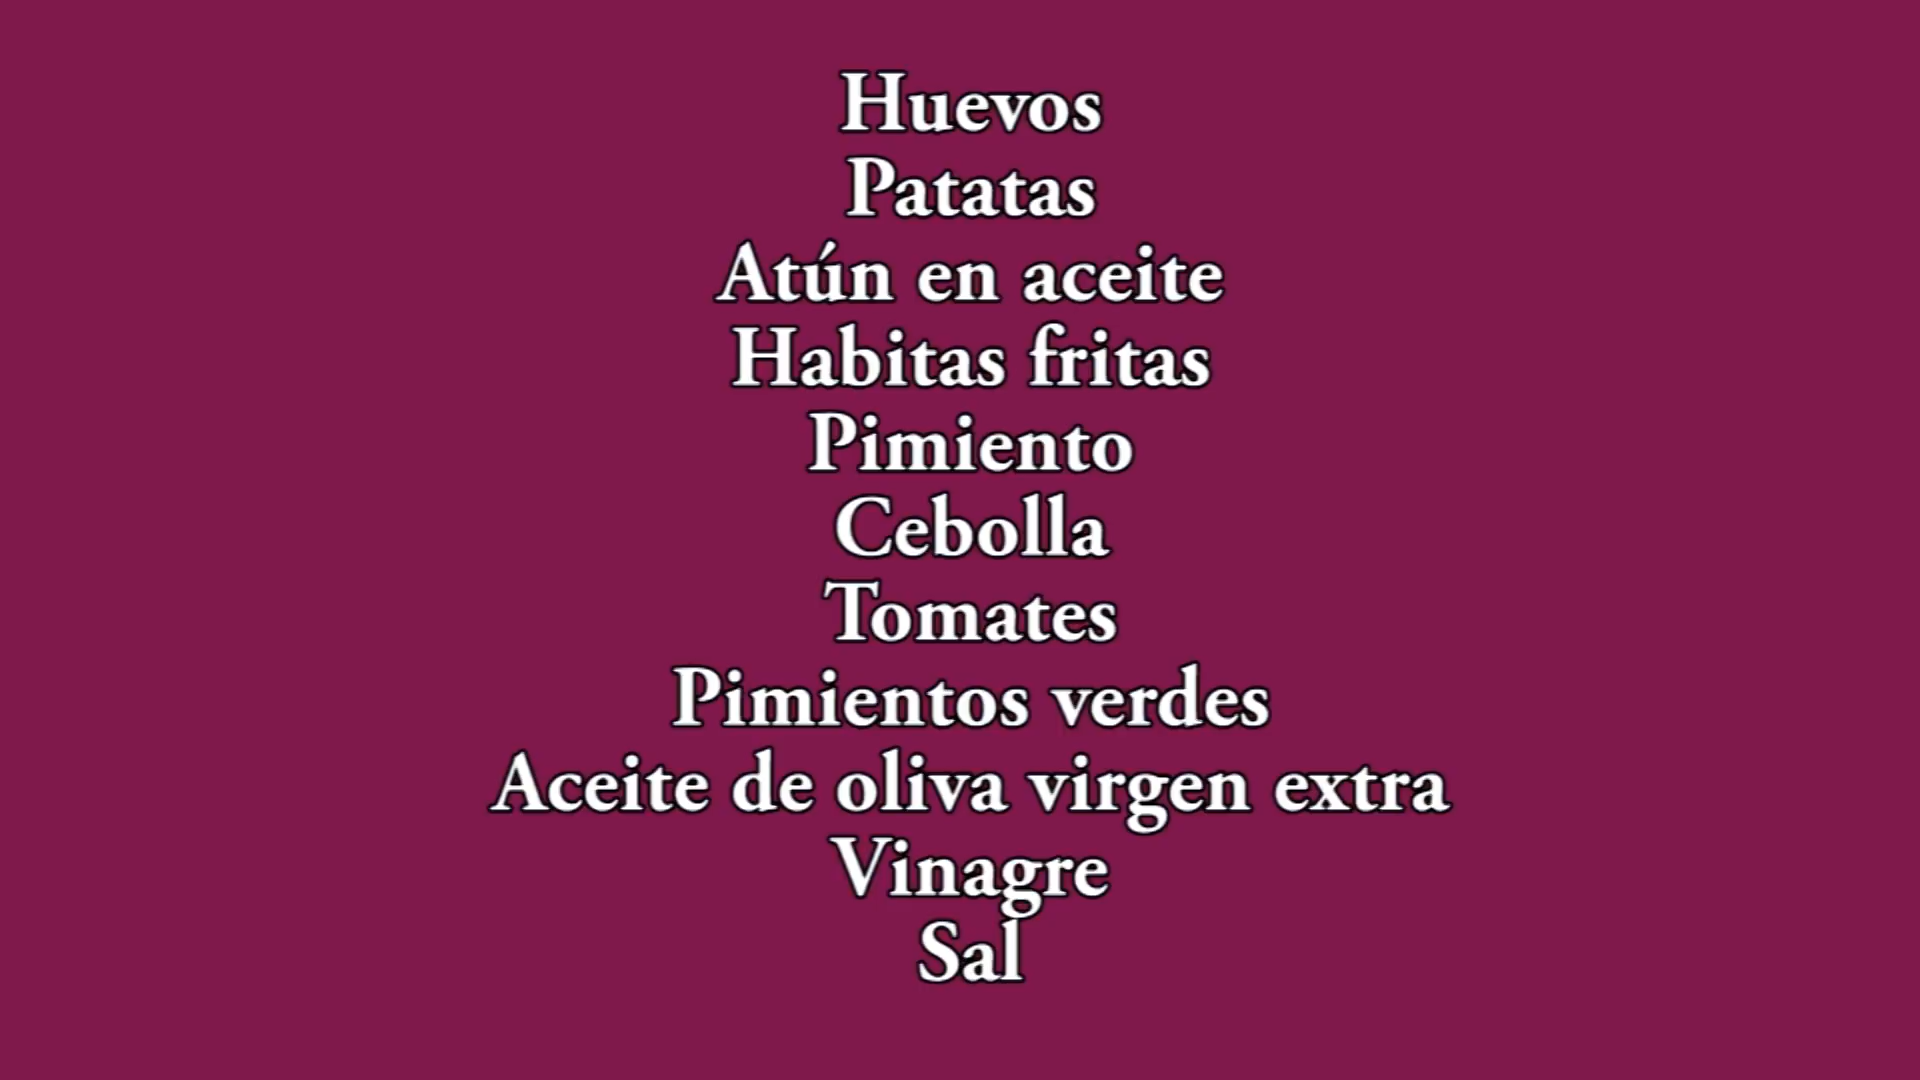 Huevos
Patatas
Atún en aceite
Habitas fritas
Pimiento
Cebolla
Tomates
Pimientos verdes
Aceite de oliva virgen extra
Vinagre
Sal